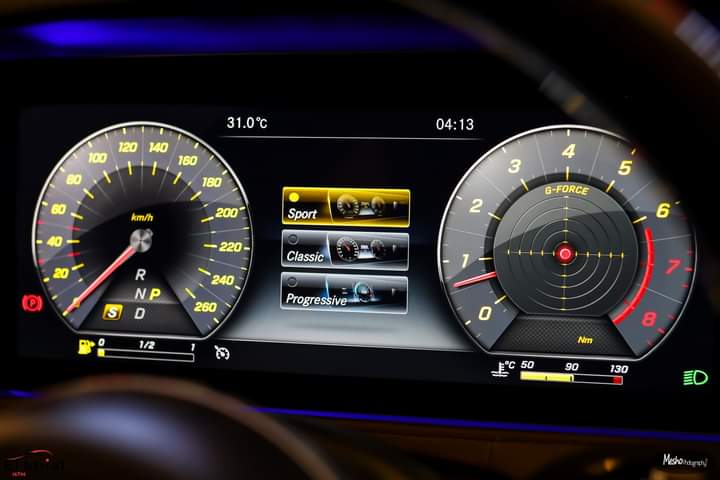 31.0°C
04:13
20
40
60
80
100
120
140
160
180
200
220
240
260
km/h
R
N P
S D
Sport
Classic
Progressive
G-FORCE
0
1
2
3
4
5
6
7
8
Nm
P
0 1/2 1
°C 50 90 130
Mesho Photography